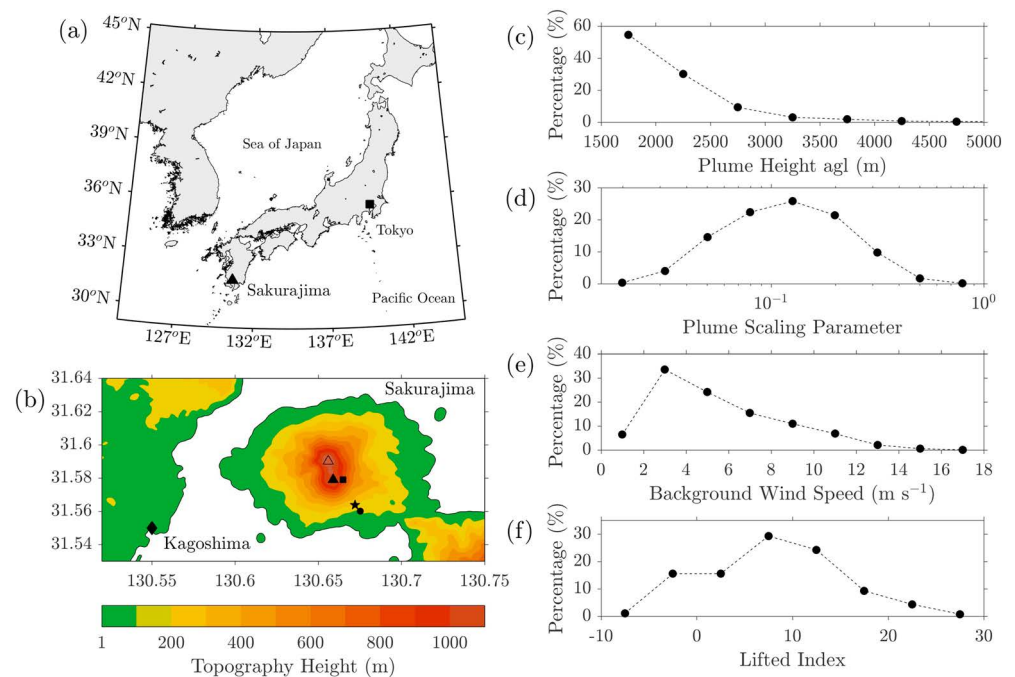 (a)
45°N
42°N
39°N
36°N
33°N
30°N
127°E
132°E
137°E
142°E
Sea of Japan
Tokyo
Sakurajima
Pacific Ocean
(b)
31.64
31.62
31.6
31.58
31.56
31.54
Sakurajima
Kagoshima
130.55
130.6
130.65
130.7
130.75
1
200
400
600
800
1000
Topography Height (m)
(c)
Percentage (%)
60
40
20
0
1500
2000
2500
3000
3500
4000
4500
5000
Plume Height agl (m)
(d)
Percentage (%)
30
20
10
0
10⁻¹
10⁰
Plume Scaling Parameter
(e)
Percentage (%)
40
30
20
10
0
0
2
4
6
8
10
12
14
16
18
Background Wind Speed (m s⁻¹)
(f)
Percentage (%)
30
20
10
0
-10
0
10
20
30
Lifted Index